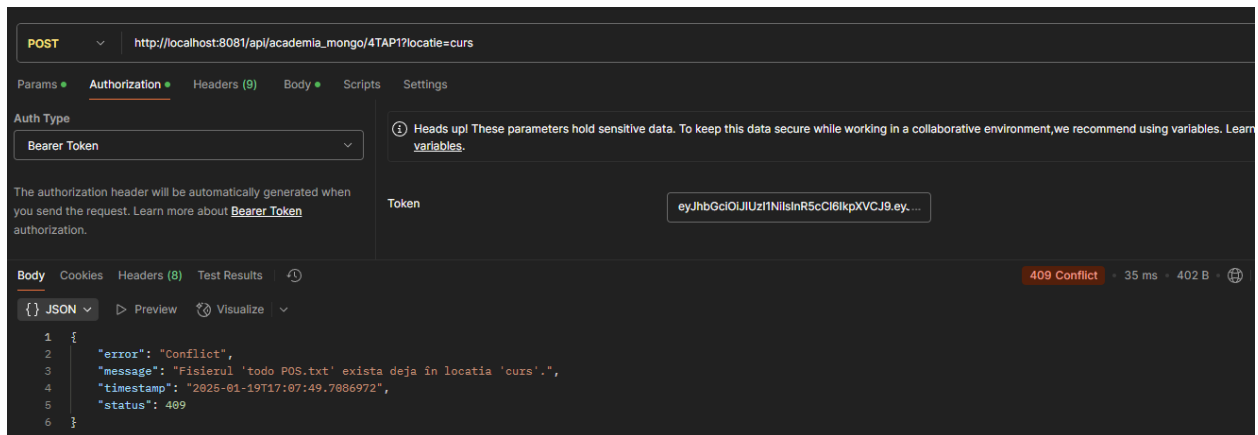 POST http://localhost:8081/api/academia_mongo/4TAP1?locatie=curs
Params Authorization Headers (9) Body Scripts Settings
Auth Type
Bearer Token
Heads up! These parameters hold sensitive data. To keep this data secure while working in a collaborative environment,we recommend using variables. Learn
variables.
The authorization header will be automatically generated when
you send the request. Learn more about Bearer Token
authorization.
Token
eyJhbGciOiJIUzI1NiIsInR5cCI6IkpXVCJ9.ey. ...
Body Cookies Headers (8) Test Results
409 Conflict 35 ms 402 B
{} JSON Preview Visualize
1 {
2 "error": "Conflict",
3 "message": "Fisierul 'todo POS.txt' exista deja în locatia 'curs'.",
4 "timestamp": "2025-01-19T17:07:49.7086972",
5 "status": 409
6 }